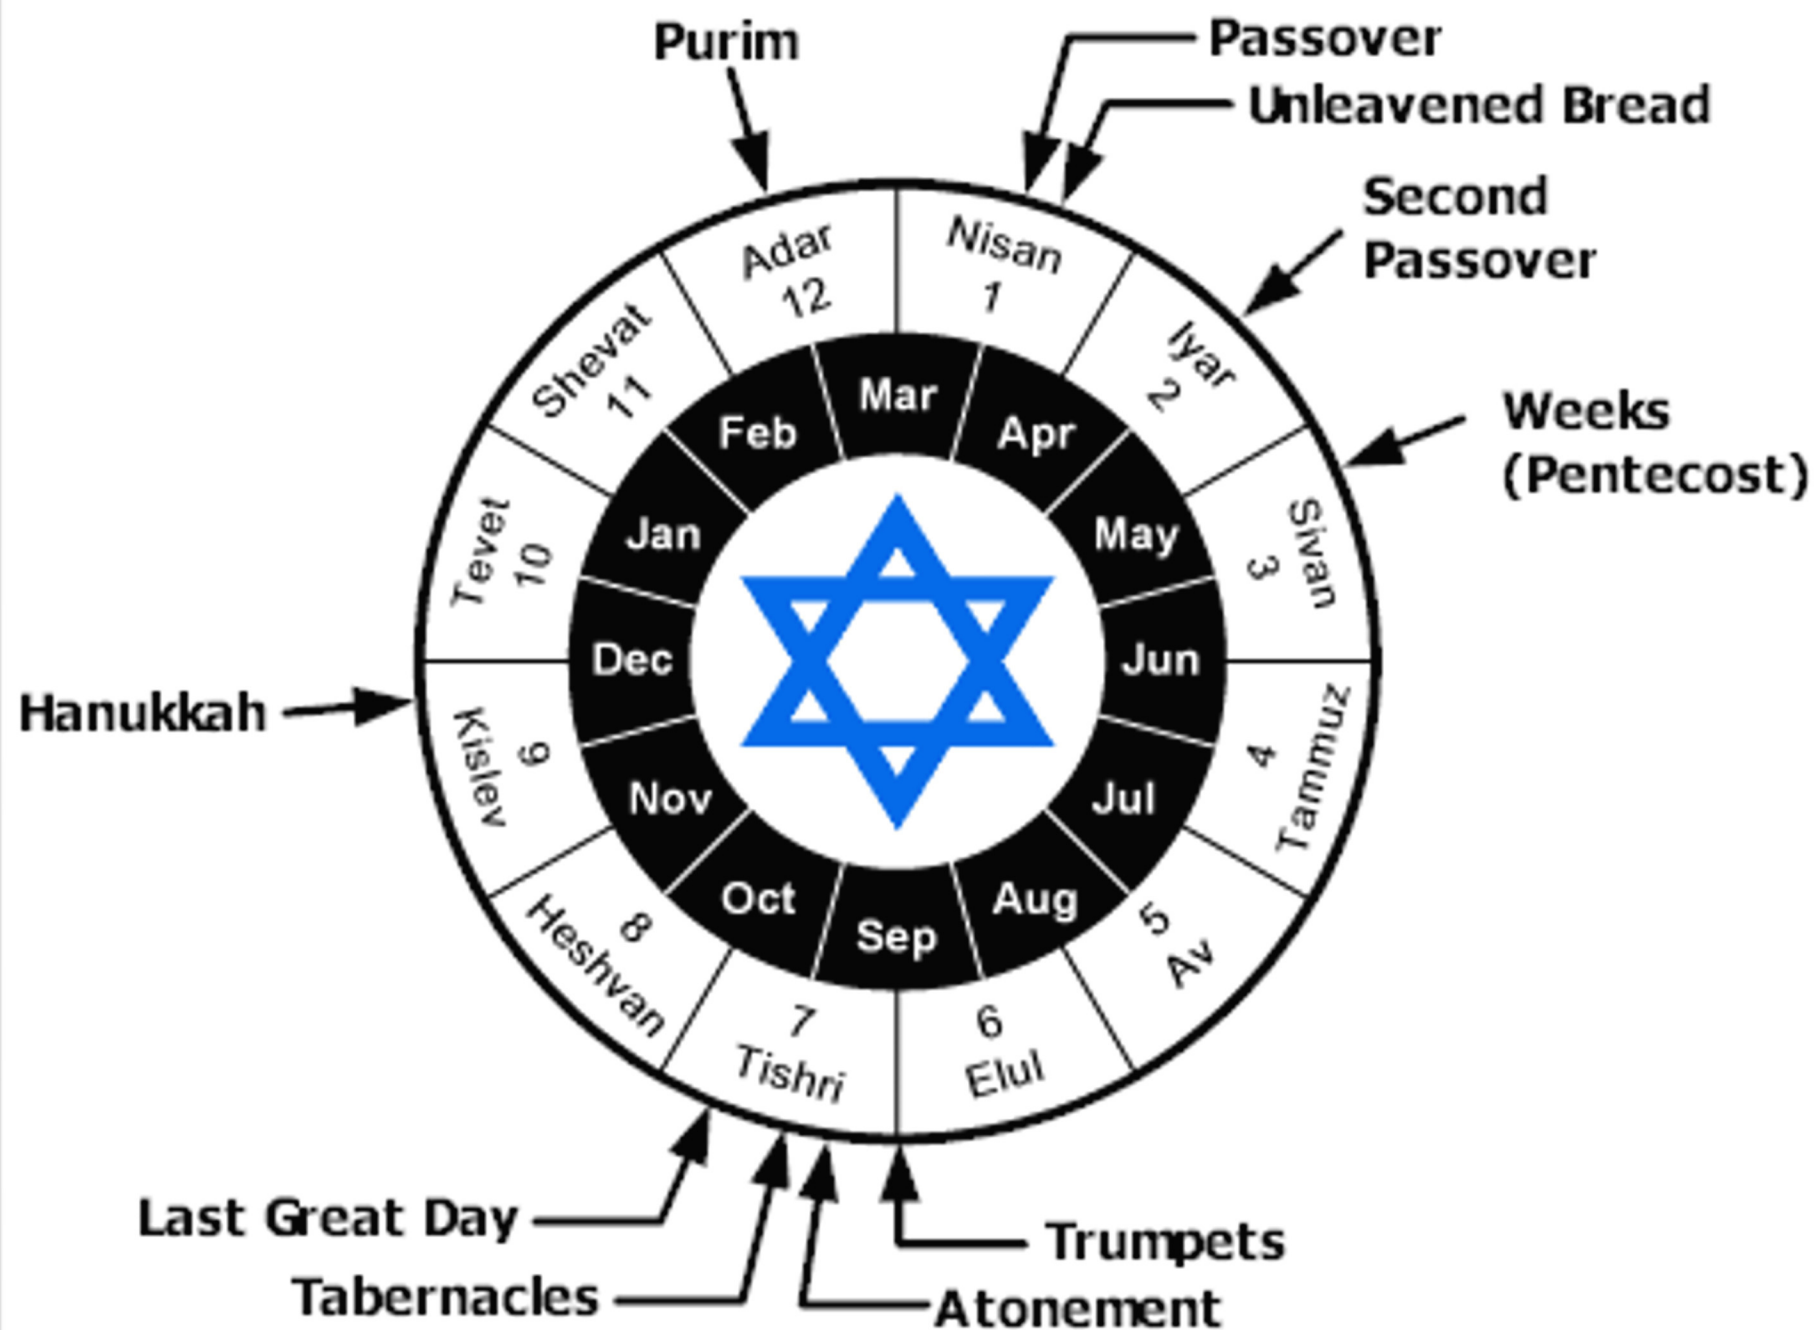 Purim
Passover
Unleavened Bread
Second
Passover
Weeks
(Pentecost)
Hanukkah
Last Great Day
Tabernacles
Trumpets
Atonement
Nisan
1
Iyar
2
Sivan
3
Tammuz
4
Av
5
Elul
6
Tishri
7
Heshvan
8
Kislev
9
Tevet
10
Shevat
11
Adar
12
Jan
Feb
Mar
Apr
May
Jun
Jul
Aug
Sep
Oct
Nov
Dec